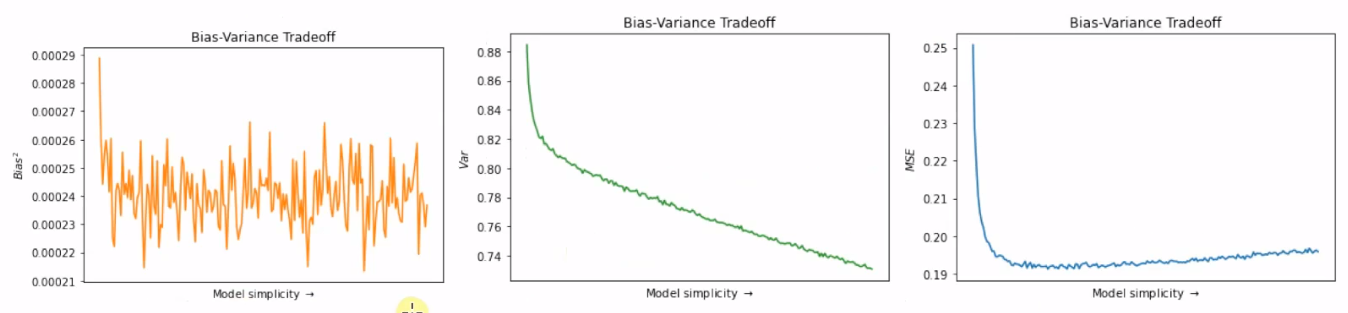 Bias-Variance Tradeoff
0.00029
0.00028
0.00027
0.00026
0.00025
0.00024
0.00023
0.00022
0.00021
Bias²
Model simplicity →
Bias-Variance Tradeoff
0.88
0.86
0.84
0.82
0.80
0.78
0.76
0.74
Var
Model simplicity →
Bias-Variance Tradeoff
0.25
0.24
0.23
0.22
0.21
0.20
0.19
MSE
Model simplicity →